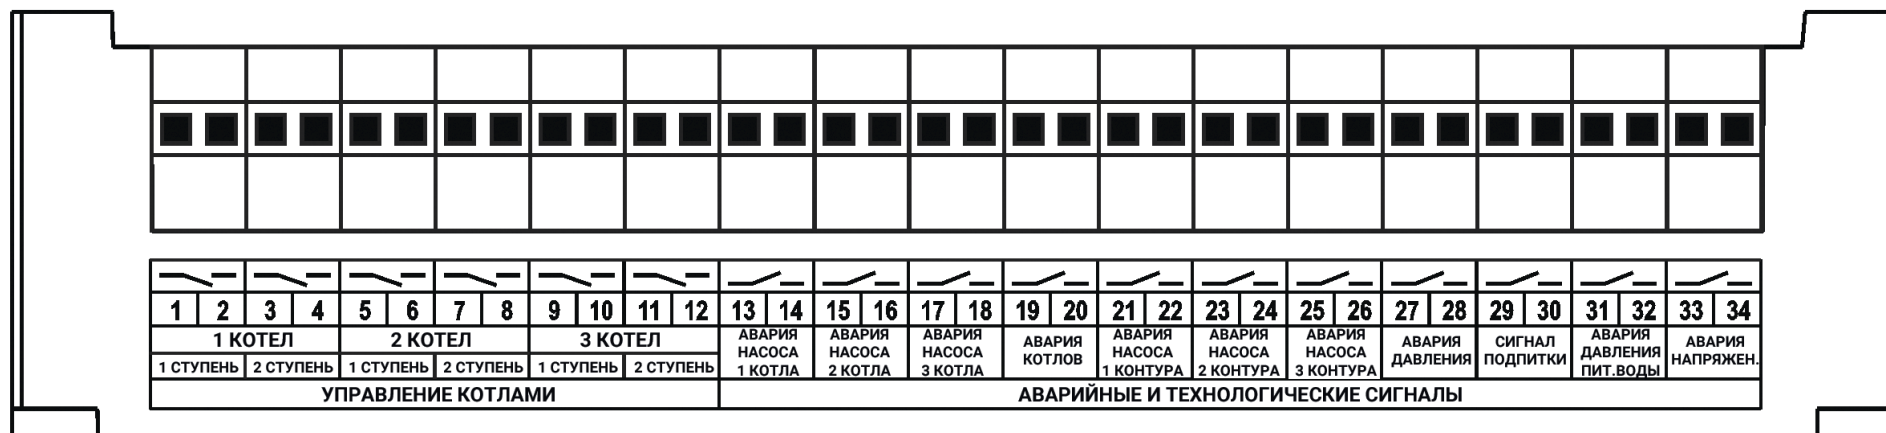 1 2 3 4 5 6 7 8 9 10 11 12 13 14 15 16 17 18 19 20 21 22 23 24 25 26 27 28 29 30 31 32 33 34
1 КОТЕЛ
2 КОТЕЛ
3 КОТЕЛ
1 СТУПЕНЬ
2 СТУПЕНЬ
1 СТУПЕНЬ
2 СТУПЕНЬ
1 СТУПЕНЬ
2 СТУПЕНЬ
АВАРИЯ
НАСОСА
1 КОТЛА
АВАРИЯ
НАСОСА
2 КОТЛА
АВАРИЯ
НАСОСА
3 КОТЛА
АВАРИЯ
КОТЛОВ
АВАРИЯ
НАСОСА
1 КОНТУРА
АВАРИЯ
НАСОСА
2 КОНТУРА
АВАРИЯ
НАСОСА
3 КОНТУРА
АВАРИЯ
ДАВЛЕНИЯ
СИГНАЛ
ПОДПИТКИ
АВАРИЯ
ДАВЛЕНИЯ
ПИТ.ВОДЫ
АВАРИЯ
НАПРЯЖЕН.
УПРАВЛЕНИЕ КОТЛАМИ
АВАРИЙНЫЕ И ТЕХНОЛОГИЧЕСКИЕ СИГНАЛЫ